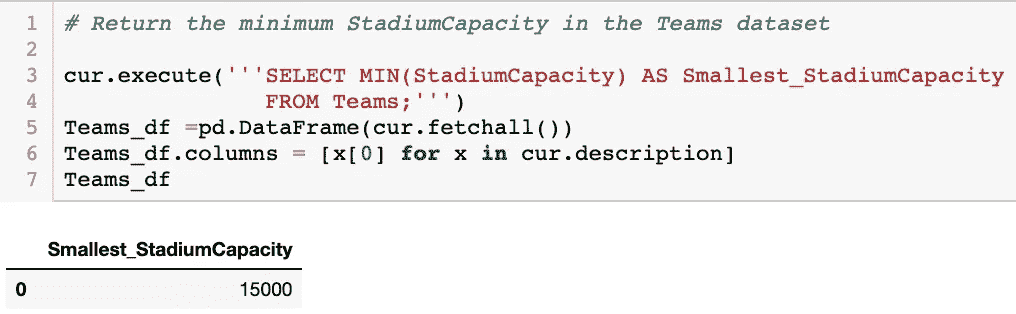 1 # Return the minimum StadiumCapacity in the Teams dataset
2
3 cur.execute('''SELECT MIN(StadiumCapacity) AS Smallest_StadiumCapacity
4                FROM Teams;''')
5 Teams_df =pd.DataFrame(cur.fetchall())
6 Teams_df.columns = [x[0] for x in cur.description]
7 Teams_df
Smallest_StadiumCapacity
0 15000